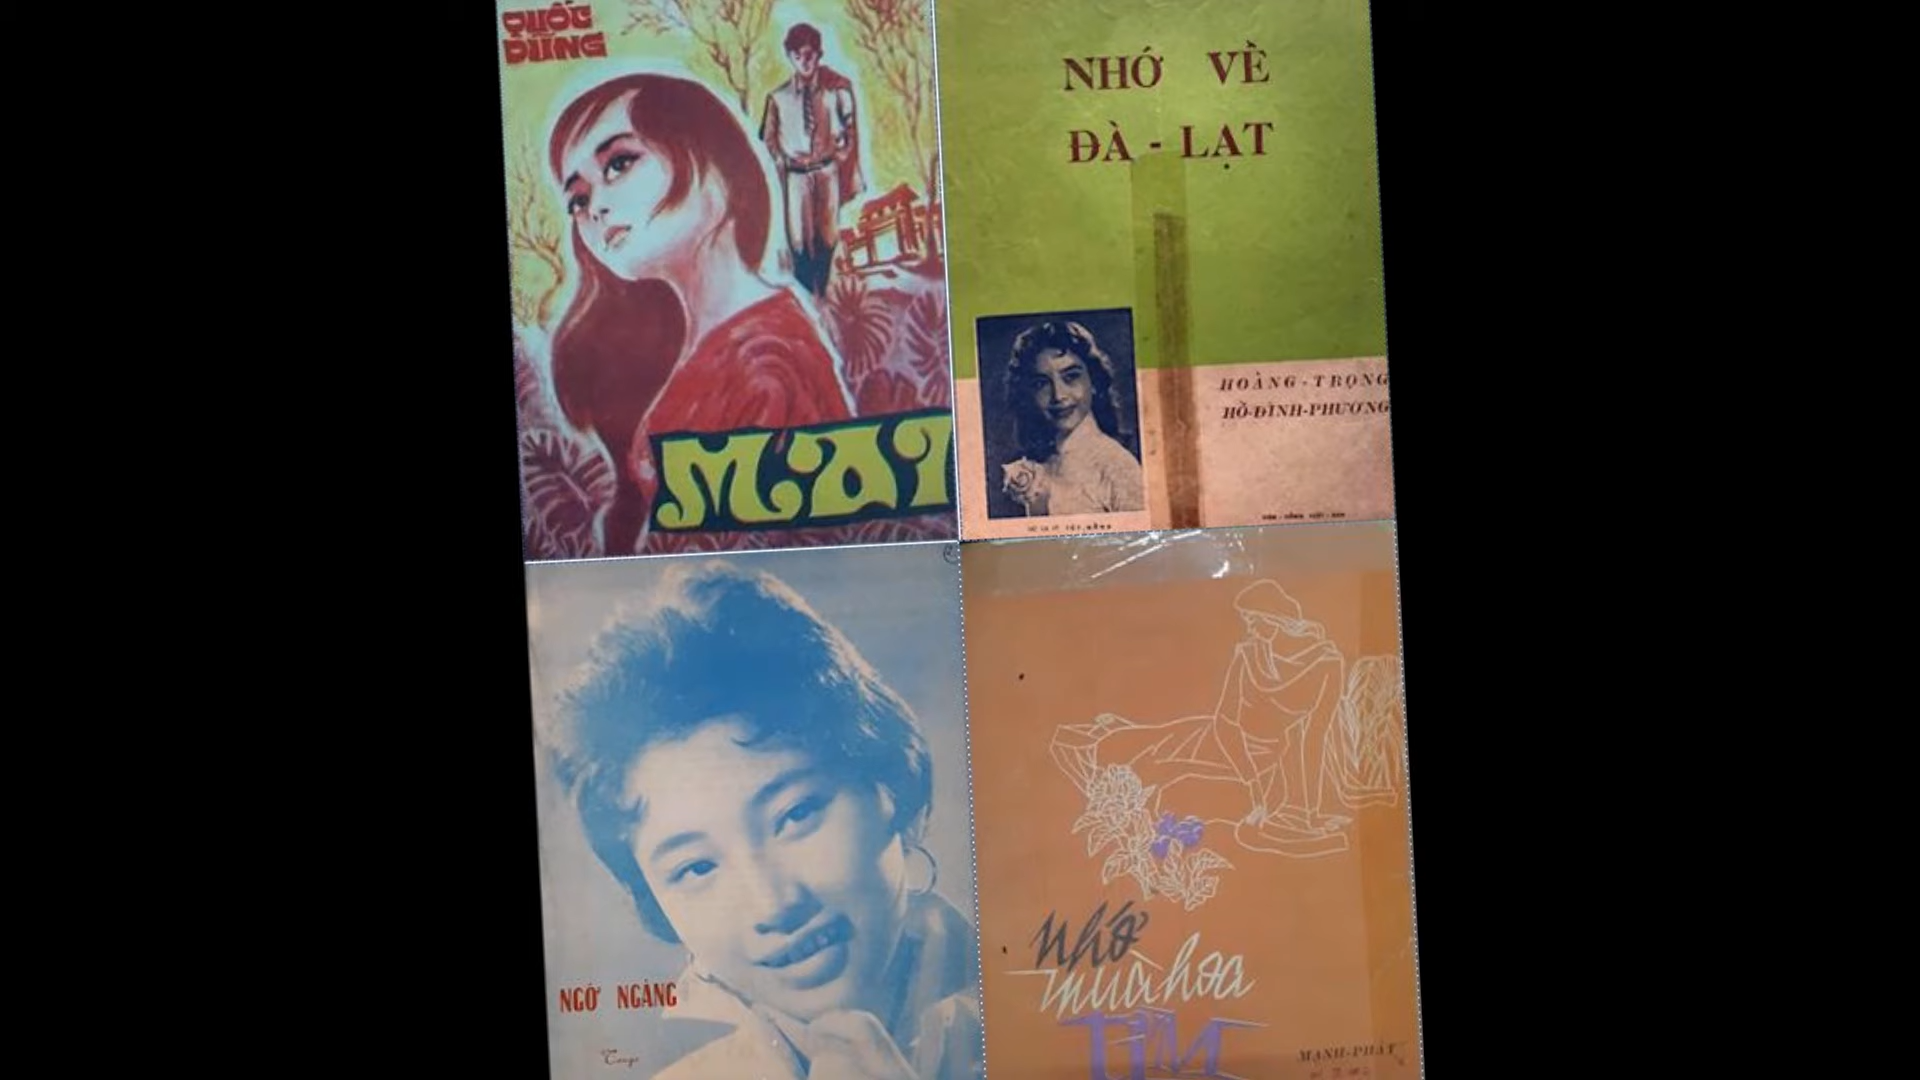 QUỐC
DŨNG
MAI
NHỚ VỀ
ĐÀ - LẠT
HOÀNG - TRỌNG
HỒ-ĐÌNH-PHƯƠNG
NGỠ NGÀNG
Tango
nhớ
mùa hoa
TÍM
MẠNH-PHÁT